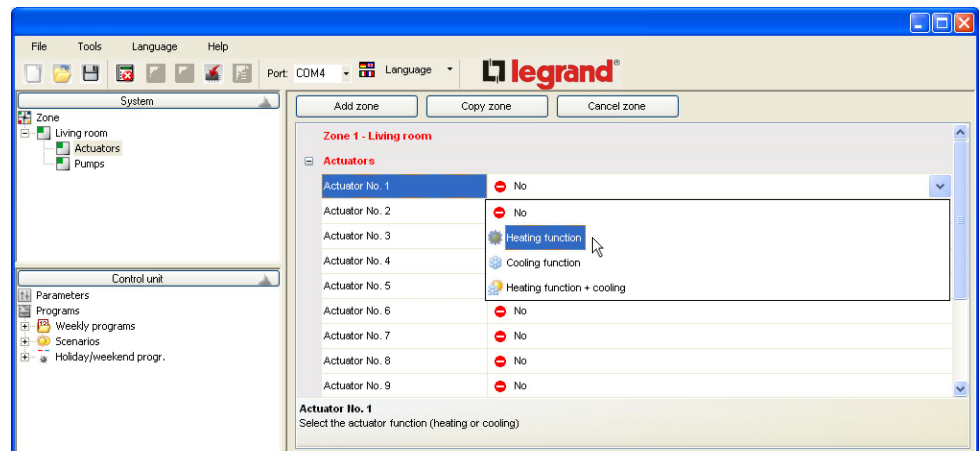 File Tools Language Help
Port: COM4 Language legrand®
System
Zone
Living room
Actuators
Pumps
Control unit
Parameters
Programs
Weekly programs
Scenarios
Holiday/weekend progr.
Add zone Copy zone Cancel zone
Zone 1 - Living room
Actuators
Actuator No. 1 No
Actuator No. 2 No
Actuator No. 3 Heating function
Actuator No. 4 Cooling function
Actuator No. 5 Heating function + cooling
Actuator No. 6 No
Actuator No. 7 No
Actuator No. 8 No
Actuator No. 9 No
Actuator No. 1
Select the actuator function (heating or cooling)